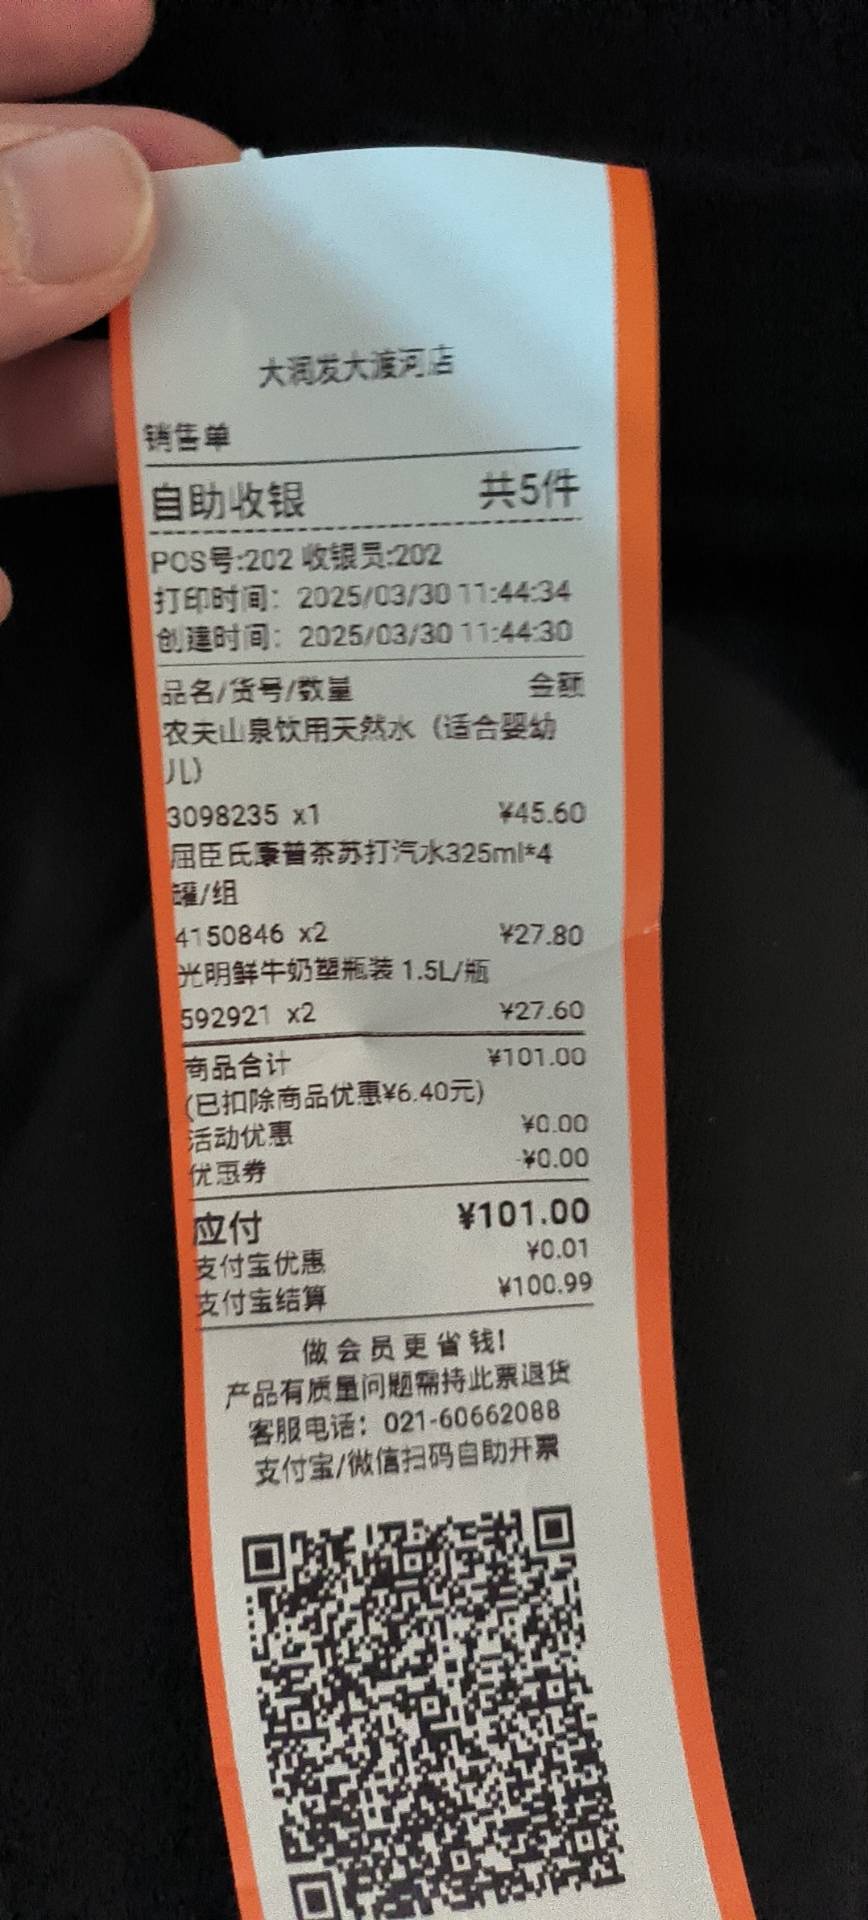 大润发大渡河店
销售单
自助收银 共5件
POS号:202 收银员:202
打印时间：2025/03/30 11:44:34
创建时间：2025/03/30 11:44:30
品名/货号/数量 金额
农夫山泉饮用天然水（适合婴幼
儿）
3098235 x1 ¥45.60
屈臣氏康普茶苏打汽水325ml*4
罐/组
4150846 x2 ¥27.80
光明鲜牛奶塑瓶装 1.5L/瓶
592921 x2 ¥27.60
商品合计 ¥101.00
(已扣除商品优惠¥6.40元)
活动优惠 ¥0.00
优惠券 -¥0.00
应付 ¥101.00
支付宝优惠 ¥0.01
支付宝结算 ¥100.99
做会员更省钱!
产品有质量问题需持此票退货
客服电话：021-60662088
支付宝/微信扫码自助开票